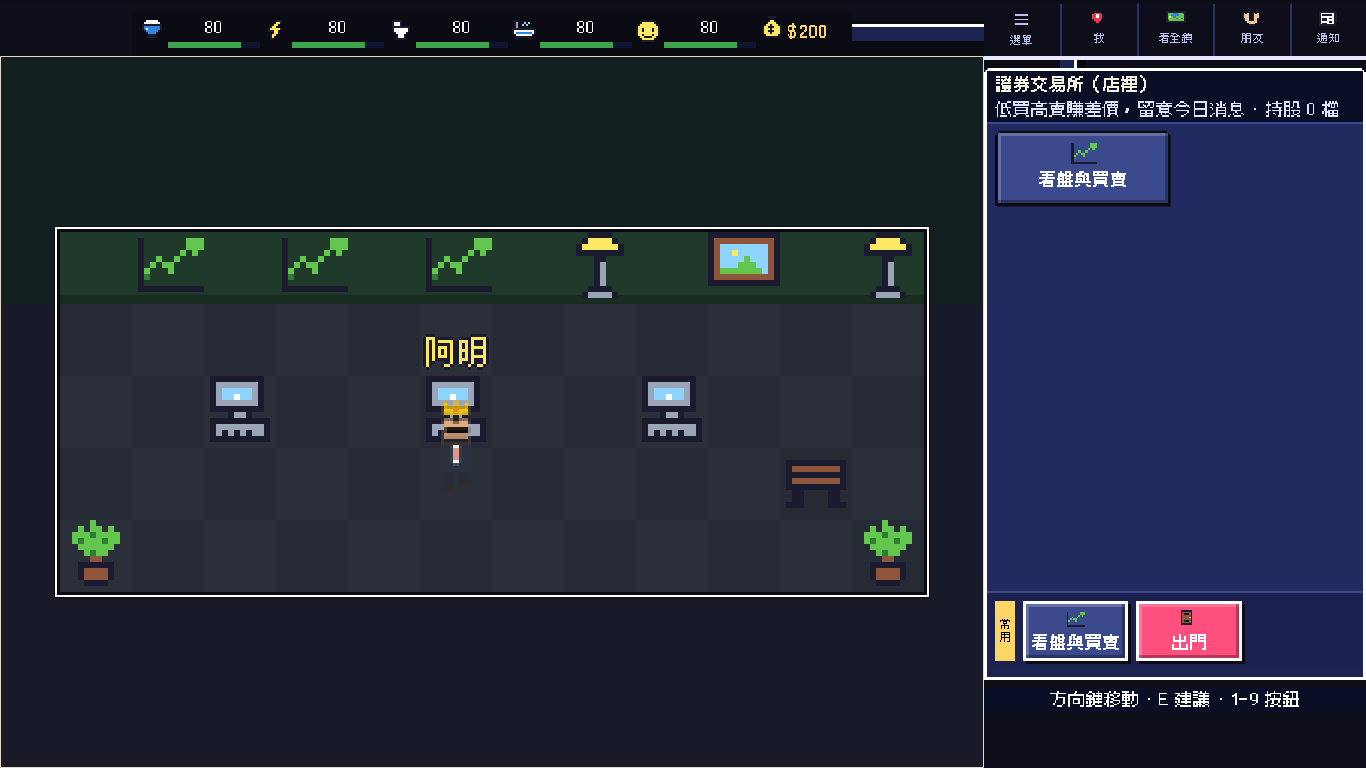 80 80 80 80 80 $200
選單 我 看全鎮 朋友 通知
證券交易所（店裡）
低買高賣賺差價，留意今日消息 · 持股 0 檔
看盤與買賣
阿明
常用
看盤與買賣
出門
方向鍵移動 · E 建議 · 1-9 按鈕